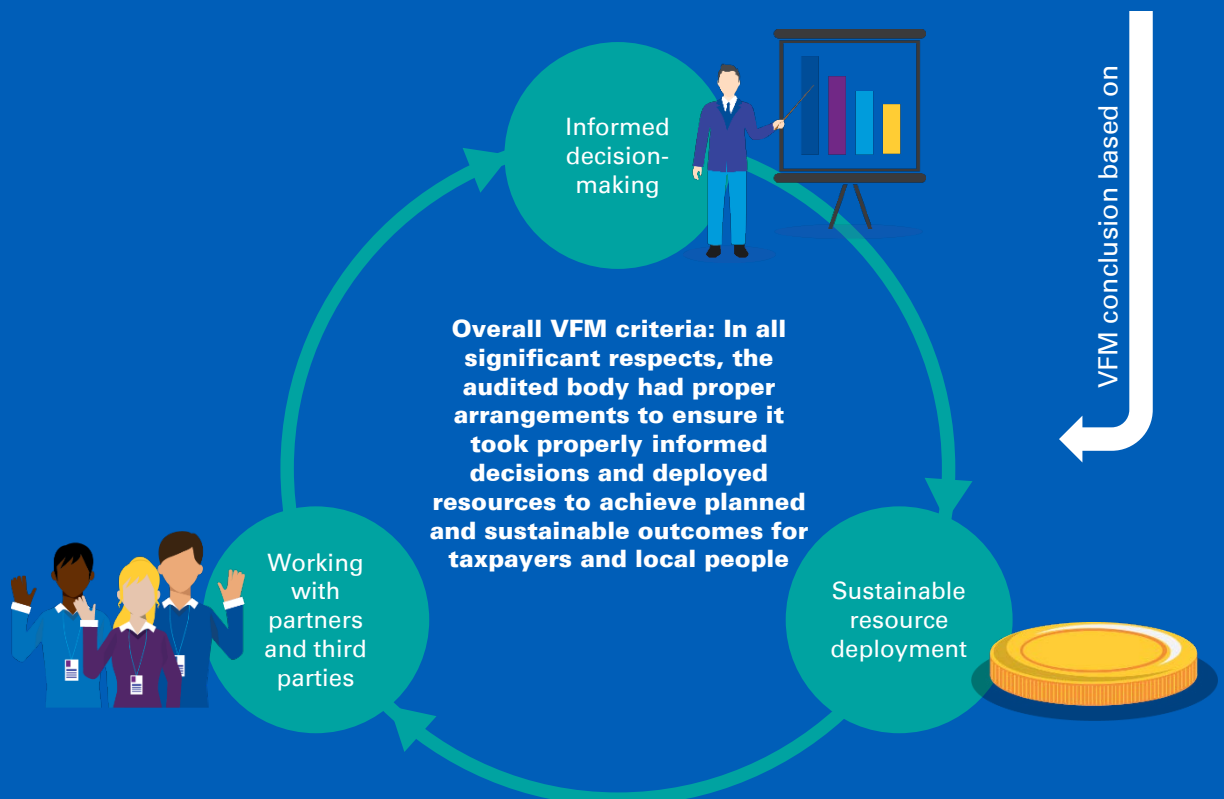 Informed
decision-
making
VFM conclusion based on
Overall VFM criteria: In all
significant respects, the
audited body had proper
arrangements to ensure it
took properly informed
decisions and deployed
resources to achieve planned
and sustainable outcomes for
taxpayers and local people
Working
with
partners
and third
parties
Sustainable
resource
deployment